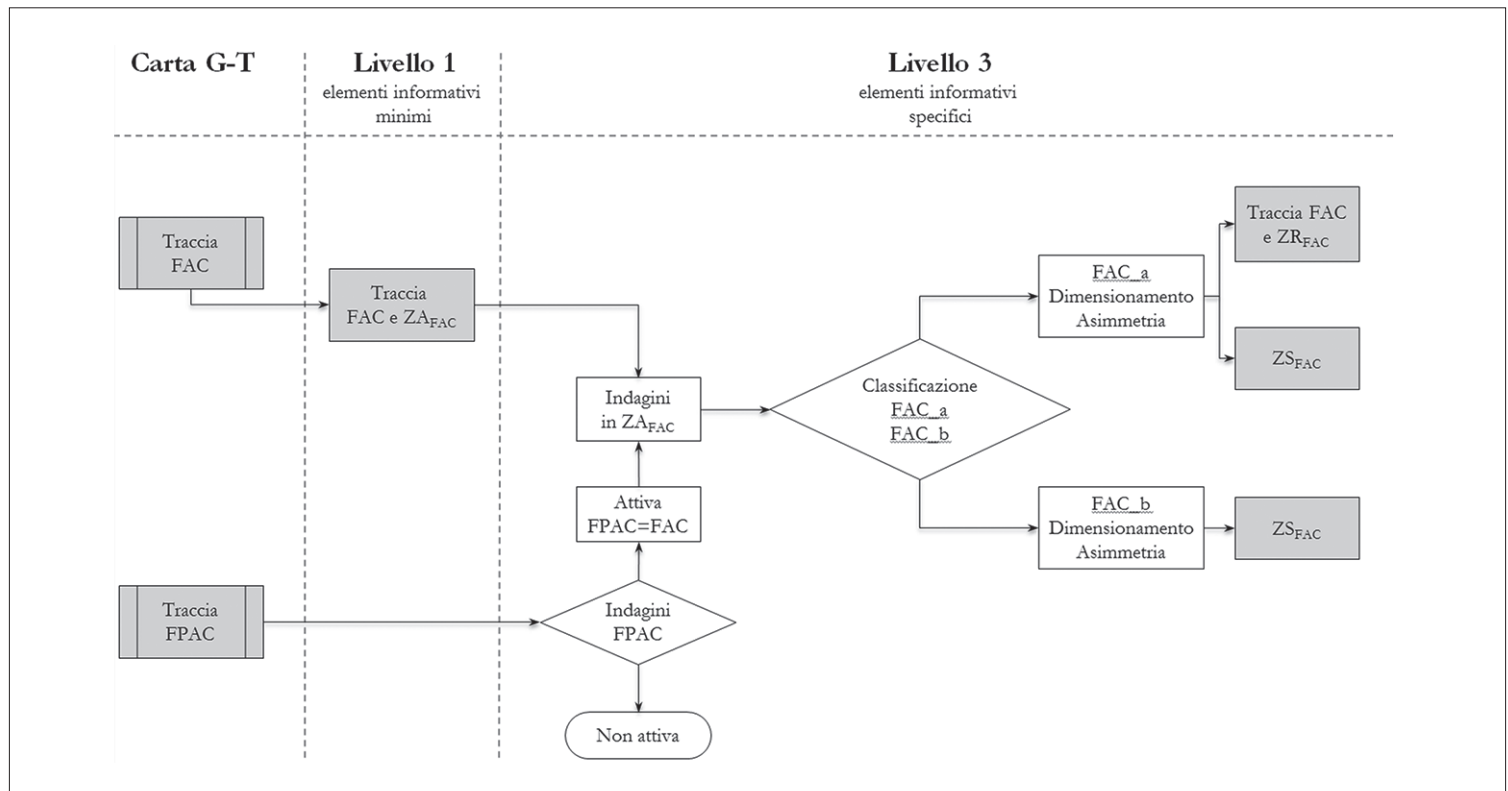 Carta G-T
Livello 1
elementi informativi
minimi
Livello 3
elementi informativi
specifici
Traccia
FAC
Traccia
FAC e ZAFAC
Indagini
in ZAFAC
Attiva
FPAC=FAC
Traccia
FPAC
Indagini
FPAC
Non attiva
Classificazione
FAC_a
FAC_b
FAC_a
Dimensionamento
Asimmetria
Traccia FAC
e ZRFAC
ZSFAC
FAC_b
Dimensionamento
Asimmetria
ZSFAC